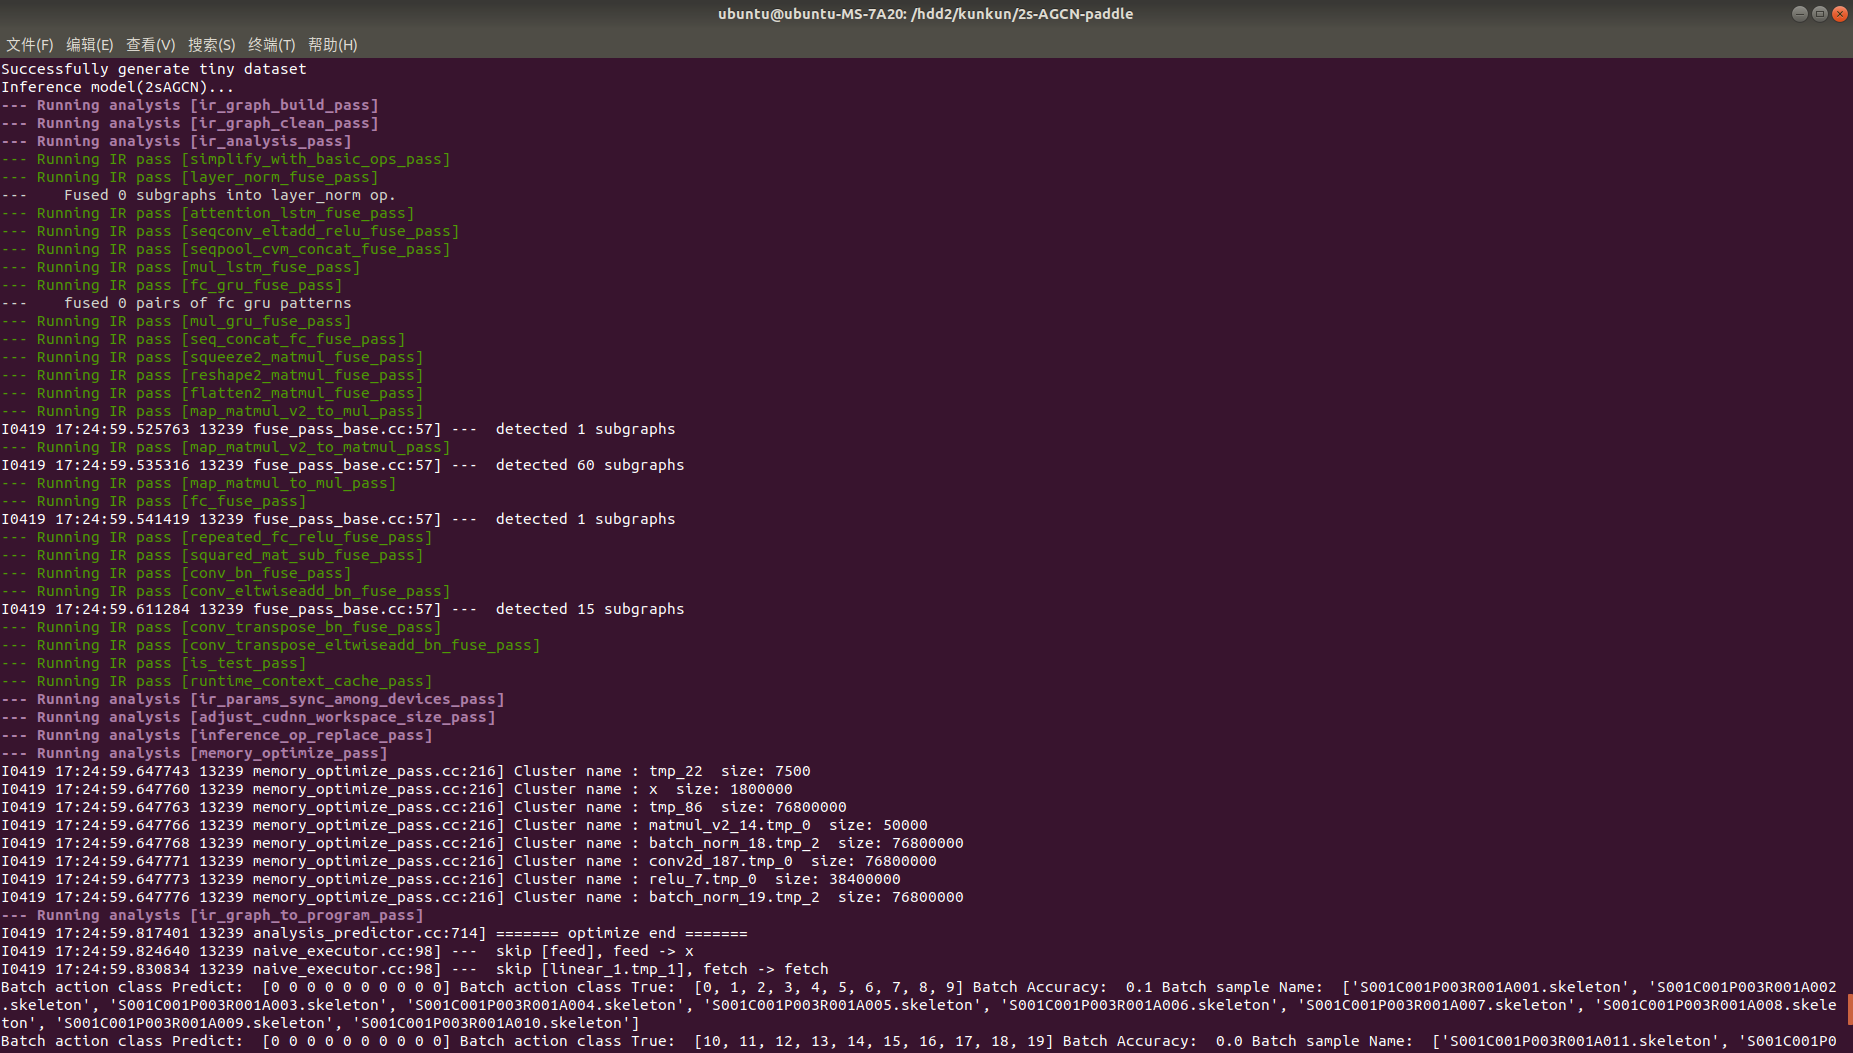 ubuntu@ubuntu-MS-7A20: /hdd2/kunkun/2s-AGCN-paddle
文件(F) 编辑(E) 查看(V) 搜索(S) 终端(T) 帮助(H)
Successfully generate tiny dataset
Inference model(2sAGCN)...
--- Running analysis [ir_graph_build_pass]
--- Running analysis [ir_graph_clean_pass]
--- Running analysis [ir_analysis_pass]
--- Running IR pass [simplify_with_basic_ops_pass]
--- Running IR pass [layer_norm_fuse_pass]
---    Fused 0 subgraphs into layer_norm op.
--- Running IR pass [attention_lstm_fuse_pass]
--- Running IR pass [seqconv_eltadd_relu_fuse_pass]
--- Running IR pass [seqpool_cvm_concat_fuse_pass]
--- Running IR pass [mul_lstm_fuse_pass]
--- Running IR pass [fc_gru_fuse_pass]
---    fused 0 pairs of fc gru patterns
--- Running IR pass [mul_gru_fuse_pass]
--- Running IR pass [seq_concat_fc_fuse_pass]
--- Running IR pass [squeeze2_matmul_fuse_pass]
--- Running IR pass [reshape2_matmul_fuse_pass]
--- Running IR pass [flatten2_matmul_fuse_pass]
--- Running IR pass [map_matmul_v2_to_mul_pass]
I0419 17:24:59.525763 13239 fuse_pass_base.cc:57] ---  detected 1 subgraphs
--- Running IR pass [map_matmul_v2_to_matmul_pass]
I0419 17:24:59.535316 13239 fuse_pass_base.cc:57] ---  detected 60 subgraphs
--- Running IR pass [map_matmul_to_mul_pass]
--- Running IR pass [fc_fuse_pass]
I0419 17:24:59.541419 13239 fuse_pass_base.cc:57] ---  detected 1 subgraphs
--- Running IR pass [repeated_fc_relu_fuse_pass]
--- Running IR pass [squared_mat_sub_fuse_pass]
--- Running IR pass [conv_bn_fuse_pass]
--- Running IR pass [conv_eltwiseadd_bn_fuse_pass]
I0419 17:24:59.611284 13239 fuse_pass_base.cc:57] ---  detected 15 subgraphs
--- Running IR pass [conv_transpose_bn_fuse_pass]
--- Running IR pass [conv_transpose_eltwiseadd_bn_fuse_pass]
--- Running IR pass [is_test_pass]
--- Running IR pass [runtime_context_cache_pass]
--- Running analysis [ir_params_sync_among_devices_pass]
--- Running analysis [adjust_cudnn_workspace_size_pass]
--- Running analysis [inference_op_replace_pass]
--- Running analysis [memory_optimize_pass]
I0419 17:24:59.647743 13239 memory_optimize_pass.cc:216] Cluster name : tmp_22  size: 7500
I0419 17:24:59.647760 13239 memory_optimize_pass.cc:216] Cluster name : x  size: 1800000
I0419 17:24:59.647763 13239 memory_optimize_pass.cc:216] Cluster name : tmp_86  size: 76800000
I0419 17:24:59.647766 13239 memory_optimize_pass.cc:216] Cluster name : matmul_v2_14.tmp_0  size: 50000
I0419 17:24:59.647768 13239 memory_optimize_pass.cc:216] Cluster name : batch_norm_18.tmp_2  size: 76800000
I0419 17:24:59.647771 13239 memory_optimize_pass.cc:216] Cluster name : conv2d_187.tmp_0  size: 76800000
I0419 17:24:59.647773 13239 memory_optimize_pass.cc:216] Cluster name : relu_7.tmp_0  size: 38400000
I0419 17:24:59.647776 13239 memory_optimize_pass.cc:216] Cluster name : batch_norm_19.tmp_2  size: 76800000
--- Running analysis [ir_graph_to_program_pass]
I0419 17:24:59.817401 13239 analysis_predictor.cc:714] ======= optimize end =======
I0419 17:24:59.824640 13239 naive_executor.cc:98] ---  skip [feed], feed -> x
I0419 17:24:59.830834 13239 naive_executor.cc:98] ---  skip [linear_1.tmp_1], fetch -> fetch
Batch action class Predict:  [0 0 0 0 0 0 0 0 0 0] Batch action class True:  [0, 1, 2, 3, 4, 5, 6, 7, 8, 9] Batch Accuracy:  0.1 Batch sample Name:  ['S001C001P003R001A001.skeleton', 'S001C001P003R001A002
.skeleton', 'S001C001P003R001A003.skeleton', 'S001C001P003R001A004.skeleton', 'S001C001P003R001A005.skeleton', 'S001C001P003R001A006.skeleton', 'S001C001P003R001A007.skeleton', 'S001C001P003R001A008.skele
ton', 'S001C001P003R001A009.skeleton', 'S001C001P003R001A010.skeleton']
Batch action class Predict:  [0 0 0 0 0 0 0 0 0 0] Batch action class True:  [10, 11, 12, 13, 14, 15, 16, 17, 18, 19] Batch Accuracy:  0.0 Batch sample Name:  ['S001C001P003R001A011.skeleton', 'S001C001P0